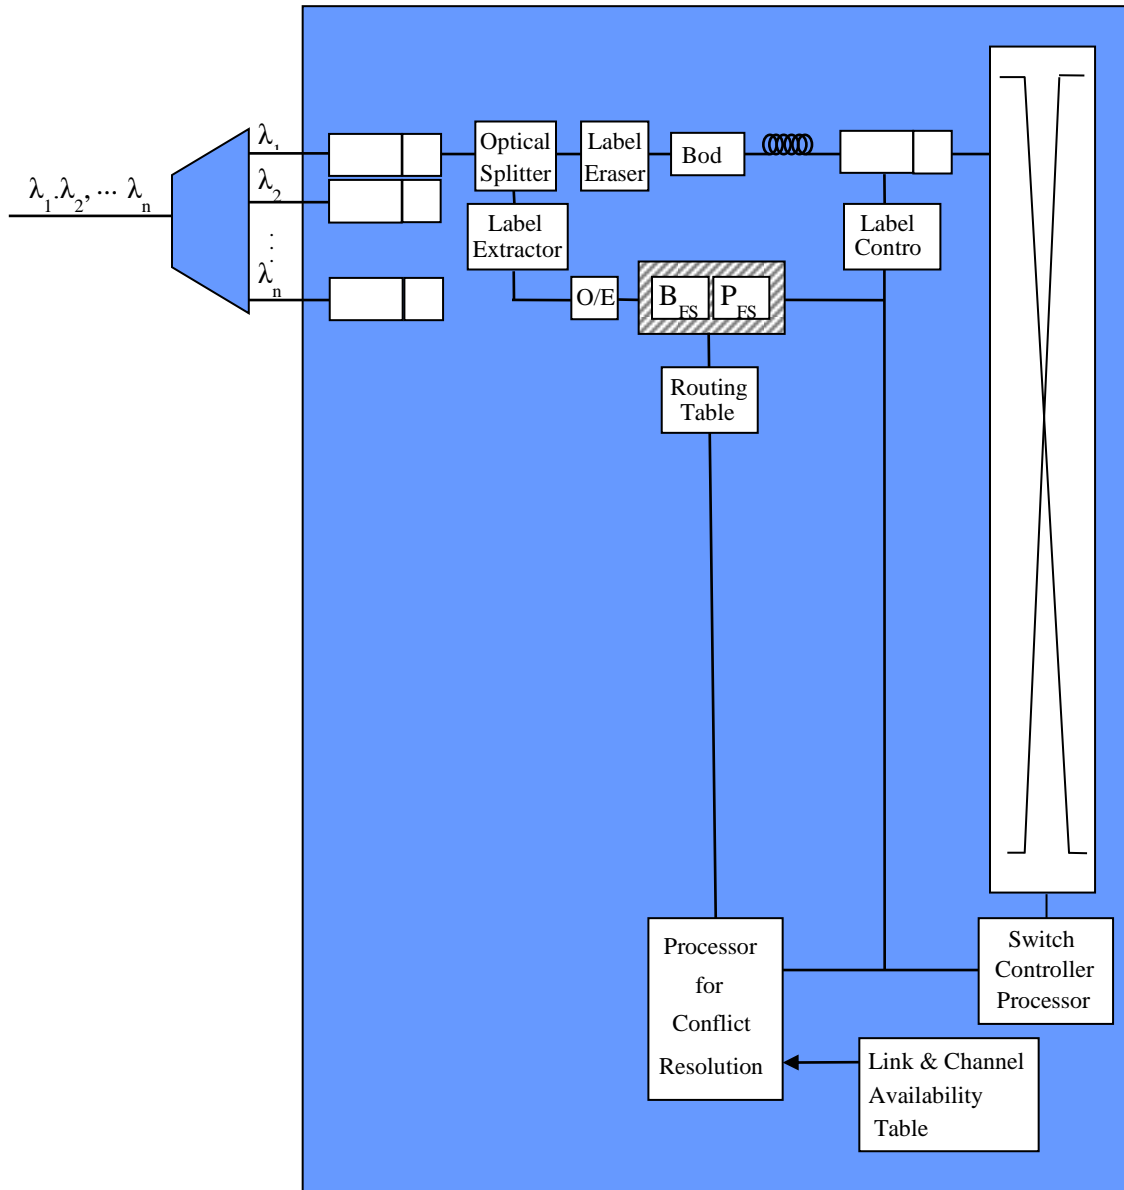 λ1
λ1.λ2, ... λn
λ2
λn
Optical
Splitter
Label
Eraser
Bod
Label
Extractor
Label
Contro
O/E
BFS
PFS
Routing
Table
Processor
for
Conflict
Resolution
Switch
Controller
Processor
Link & Channel
Availability
Table